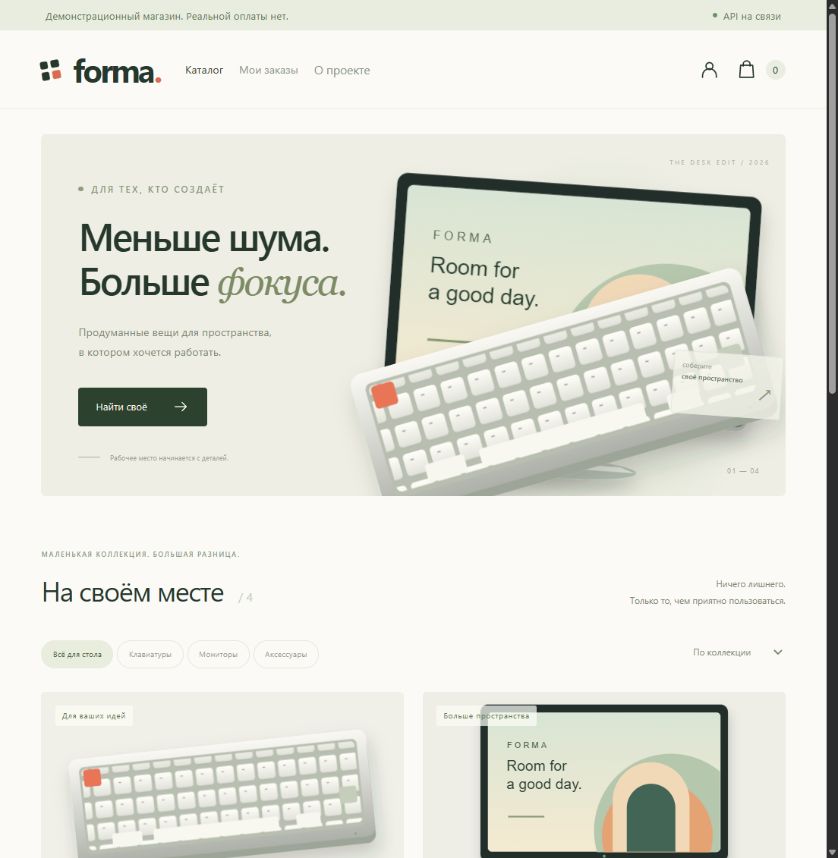 Демонстрационный магазин. Реальной оплаты нет.
API на связи
forma.
Каталог
Мои заказы
О проекте
0
THE DESK EDIT / 2026
ДЛЯ ТЕХ, КТО СОЗДАЁТ
Меньше шума.
Больше фокуса.
Продуманные вещи для пространства,
в котором хочется работать.
Найти своё
Рабочее место начинается с деталей.
FORMA
Room for
a good day.
соберите
своё пространство
01 — 04
МАЛЕНЬКАЯ КОЛЛЕКЦИЯ. БОЛЬШАЯ РАЗНИЦА.
На своём месте / 4
Ничего лишнего.
Только то, чем приятно пользоваться.
Всё для стола
Клавиатуры
Мониторы
Аксессуары
По коллекции
Для ваших идей
Больше пространства
FORMA
Room for
a good day.